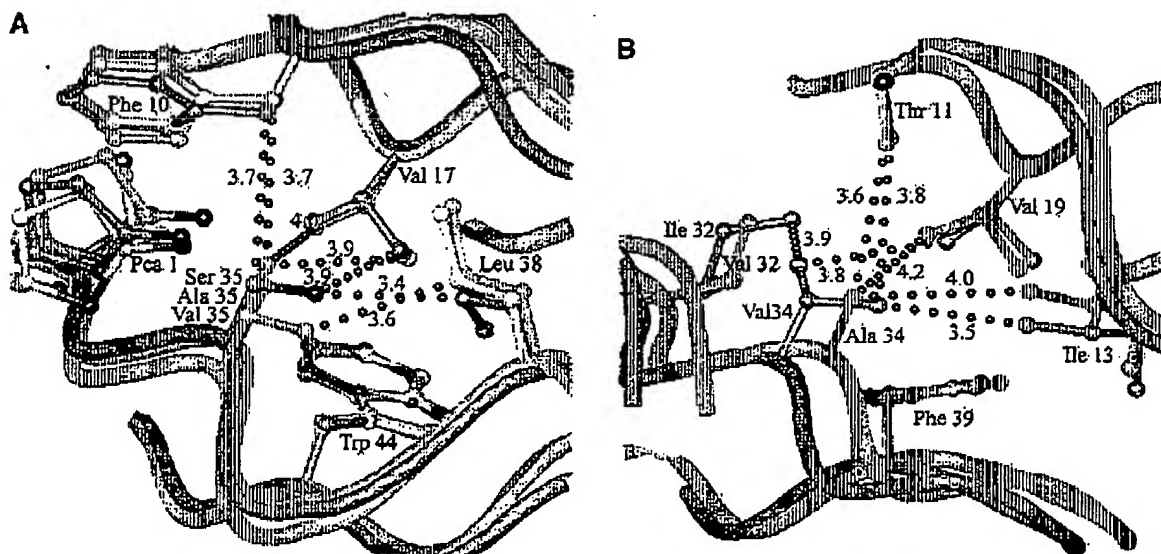 A
Phe 10
3.7
3.7
Val 17
4
Pca 1
3.9
3.9
Ser 35
Ala 35
Val 35
3.4
3.6
Leu 38
Trp 44
B
Thr 11
3.6
3.8
Val 19
Ile 32
3.9
Val 32
3.8
4.2
4.0
Val34
Ala 34
3.5
Ile 13
Phe 39